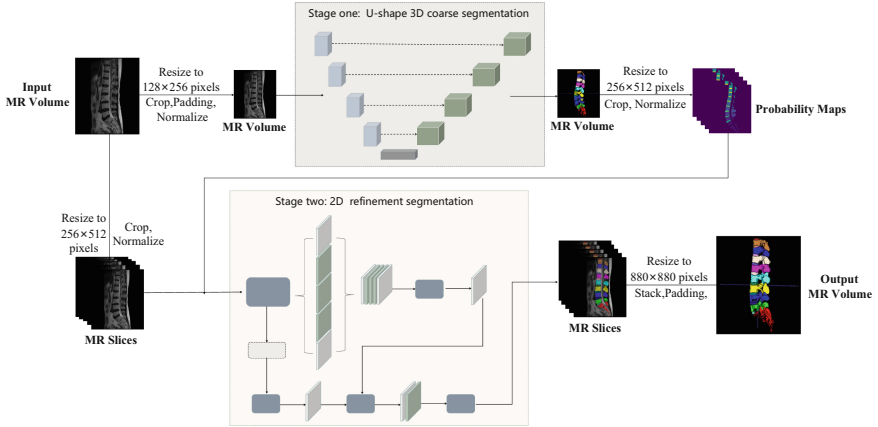 Stage one: U-shape 3D coarse segmentation
Input
MR Volume
Resize to
128×256 pixels
Crop,Padding,
Normalize
MR Volume
MR Volume
Resize to
256×512 pixels
Crop, Normalize
Probability Maps
Stage two: 2D refinement segmentation
Resize to
256×512
pixels
Crop,
Normalize
MR Slices
MR Slices
Resize to
880×880 pixels
Stack,Padding,
Output
MR Volume